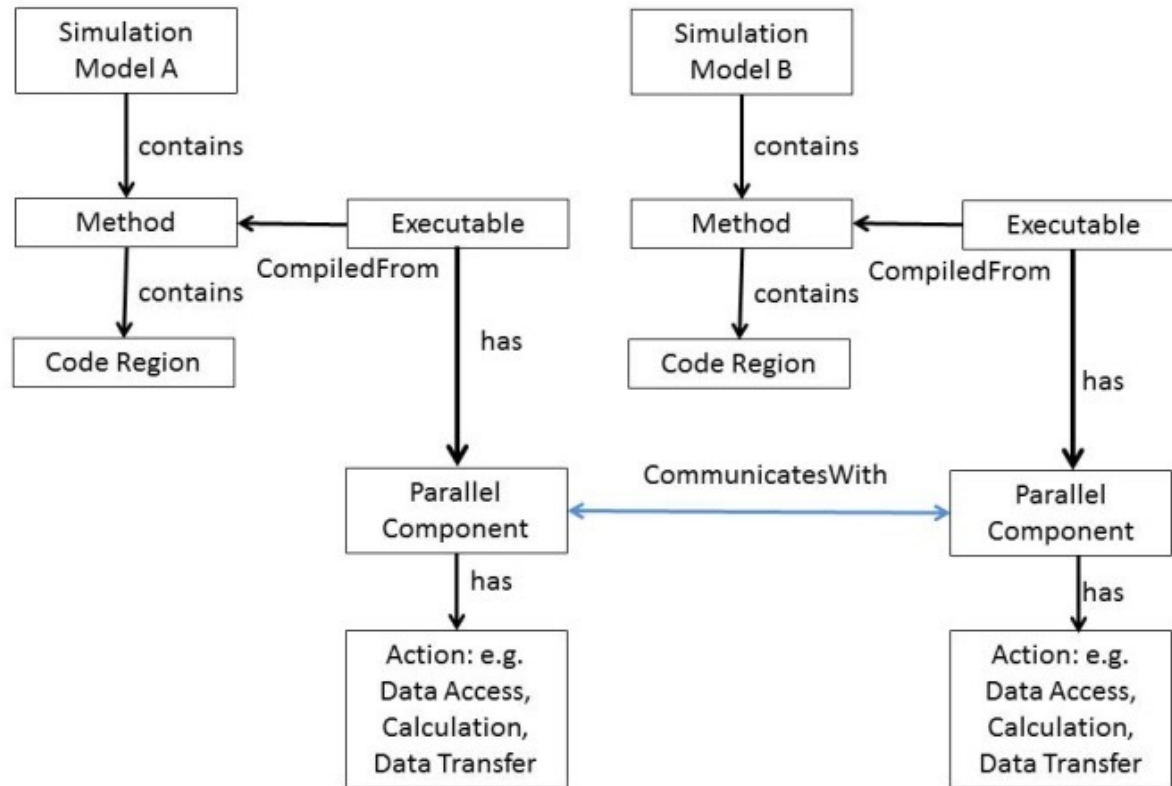 Simulation
Model A
Simulation
Model B
contains
contains
Method
Executable
Method
Executable
CompiledFrom
CompiledFrom
contains
contains
has
Code Region
Code Region
has
Parallel
Component
CommunicatesWith
Parallel
Component
has
has
Action: e.g.
Data Access,
Calculation,
Data Transfer
Action: e.g.
Data Access,
Calculation,
Data Transfer